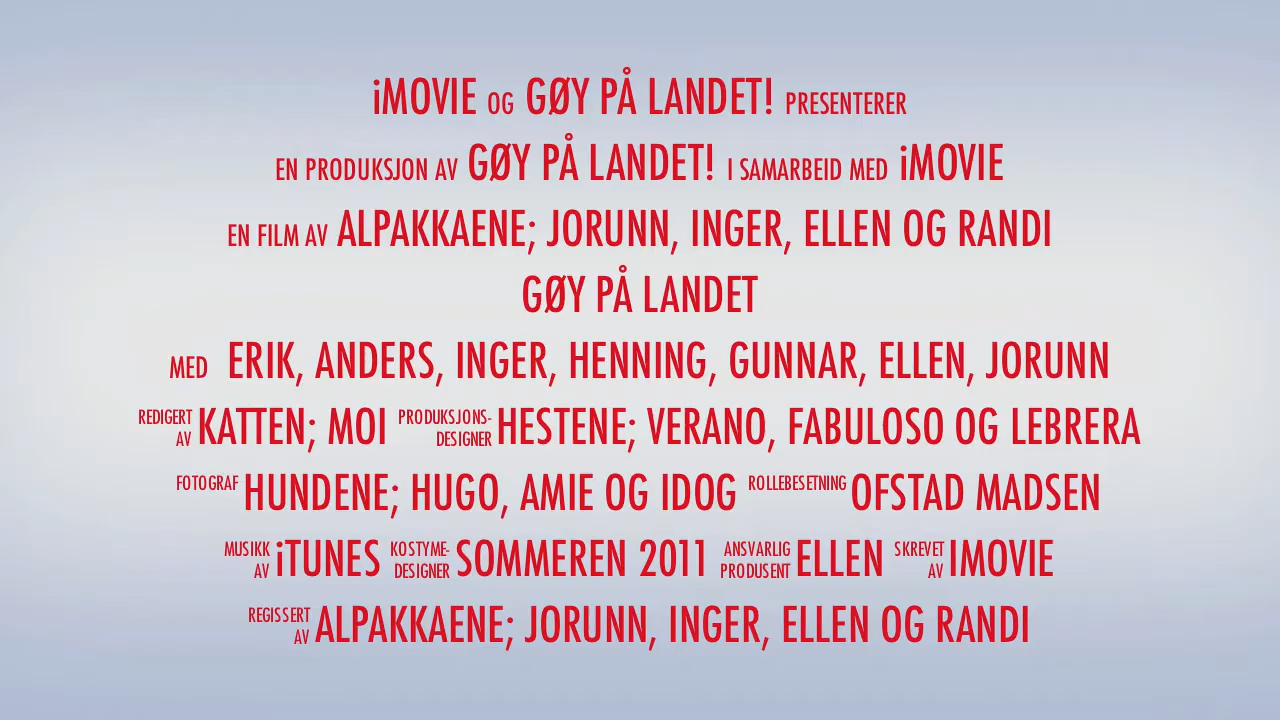 iMOVIE OG GØY PÅ LANDET! PRESENTERER
EN PRODUKSJON AV GØY PÅ LANDET! I SAMARBEID MED iMOVIE
EN FILM AV ALPAKKAENE; JORUNN, INGER, ELLEN OG RANDI
GØY PÅ LANDET
MED ERIK, ANDERS, INGER, HENNING, GUNNAR, ELLEN, JORUNN
REDIGERT AV KATTEN; MOI PRODUKSJONS-DESIGNER HESTENE; VERANO, FABULOSO OG LEBRERA
FOTOGRAF HUNDENE; HUGO, AMIE OG IDOG ROLLEBESETNING OFSTAD MADSEN
MUSIKK AV iTUNES KOSTYME-DESIGNER SOMMEREN 2011 ANSVARLIG PRODUSENT ELLEN SKREVET AV IMOVIE
REGISSERT AV ALPAKKAENE; JORUNN, INGER, ELLEN OG RANDI